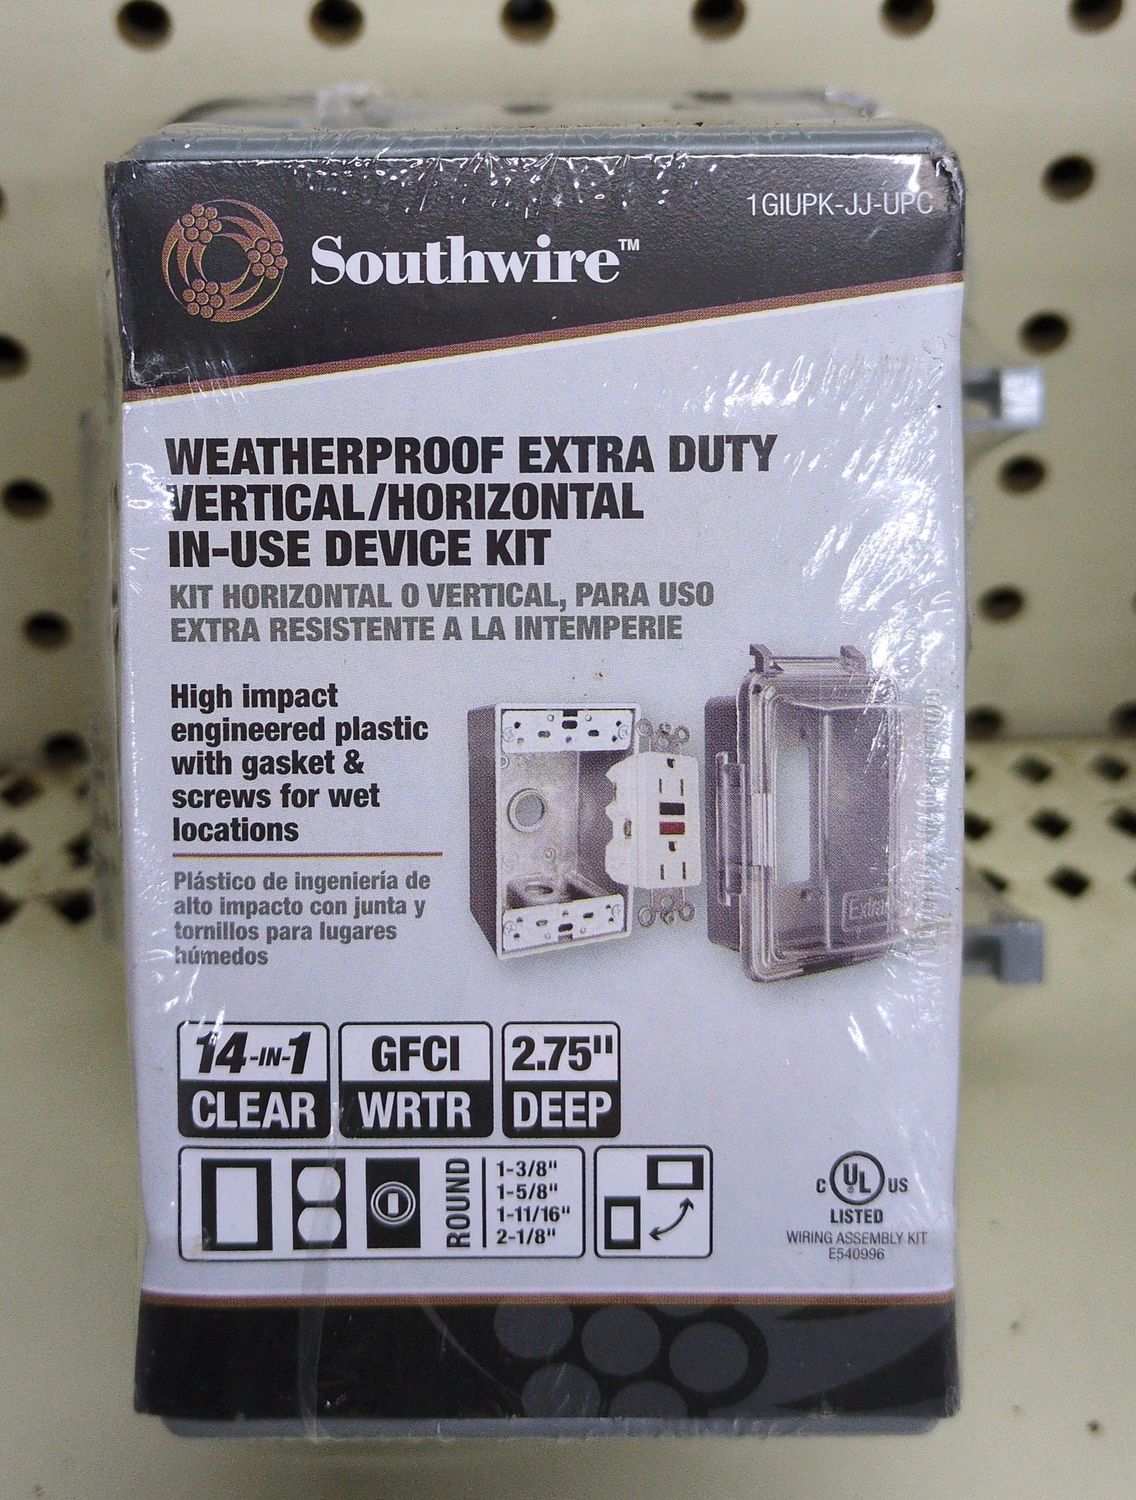 1GIUPK-JJ-UPC
Southwire™
WEATHERPROOF EXTRA DUTY
VERTICAL/HORIZONTAL
IN-USE DEVICE KIT
KIT HORIZONTAL O VERTICAL, PARA USO
EXTRA RESISTENTE A LA INTEMPERIE
High impact
engineered plastic
with gasket &
screws for wet
locations
Plástico de ingeniería de
alto impacto con junta y
tornillos para lugares
húmedos
14-IN-1
CLEAR
GFCI
WRTR
2.75"
DEEP
ROUND
1-3/8"
1-5/8"
1-11/16"
2-1/8"
C UL US
LISTED
WIRING ASSEMBLY KIT
E540996